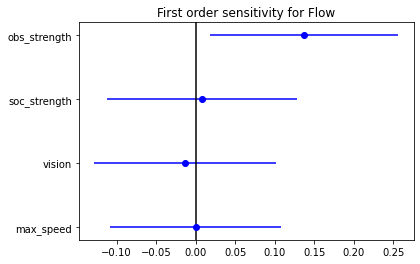 First order sensitivity for Flow
obs_strength
soc_strength
vision
max_speed
−0.10 −0.05 0.00 0.05 0.10 0.15 0.20 0.25